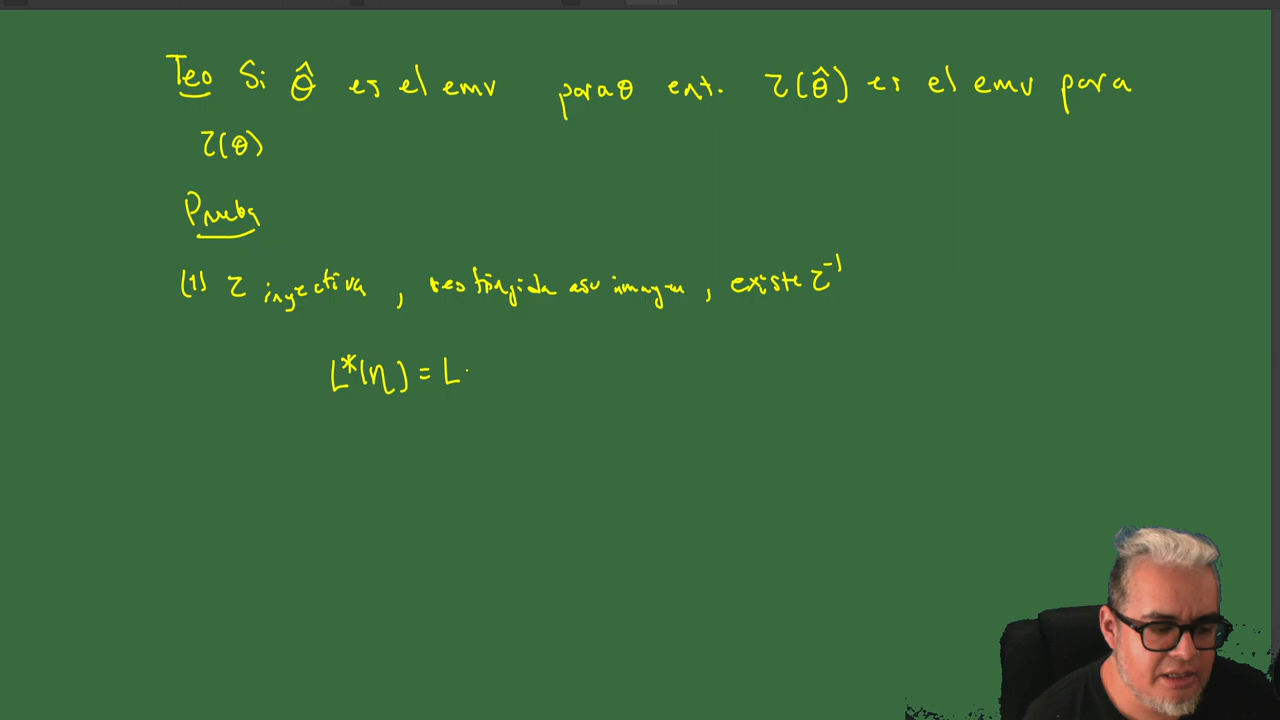 Teo Si θ̂ es el emv para θ ent. τ(θ̂) es el emv para
τ(θ)
Prueba
(1) τ inyectiva, restringida a su imagen, existe τ⁻¹
L*(η) = L